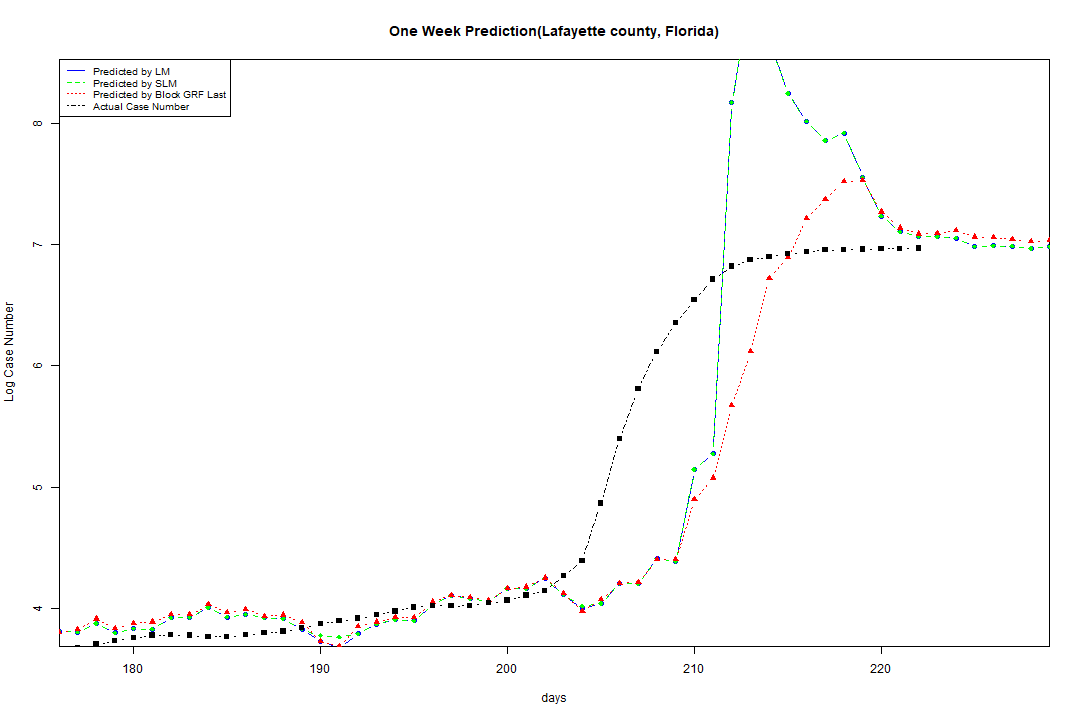 One Week Prediction(Lafayette county, Florida)
Predicted by LM
Predicted by SLM
Predicted by Block GRF Last
Actual Case Number
8
7
6
5
4
Log Case Number
180 190 200 210 220
days